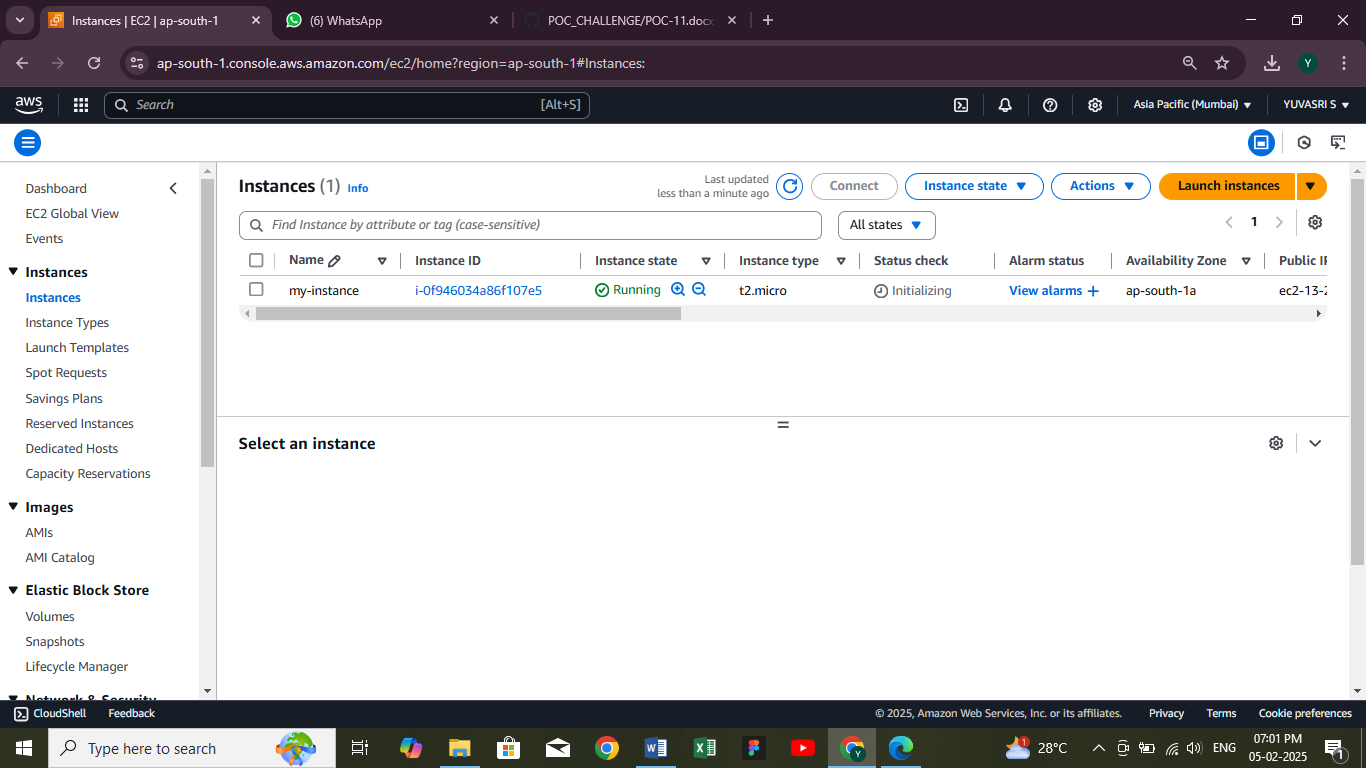 Instances | EC2 | ap-south-1
(6) WhatsApp
POC_CHALLENGE/POC-11.docx
ap-south-1.console.aws.amazon.com/ec2/home?region=ap-south-1#Instances:
Y
aws
Search
[Alt+S]
Asia Pacific (Mumbai)
YUVASRI S
Dashboard
EC2 Global View
Events
Instances
Instances
Instance Types
Launch Templates
Spot Requests
Savings Plans
Reserved Instances
Dedicated Hosts
Capacity Reservations
Images
AMIs
AMI Catalog
Elastic Block Store
Volumes
Snapshots
Lifecycle Manager
Network & Security
Instances (1) Info
Last updated
less than a minute ago
Connect
Instance state
Actions
Launch instances
Find Instance by attribute or tag (case-sensitive)
All states
1
Name Instance ID Instance state Instance type Status check Alarm status Availability Zone Public IP
my-instance i-0f946034a86f107e5 Running t2.micro Initializing View alarms + ap-south-1a ec2-13-2
Select an instance
CloudShell Feedback
© 2025, Amazon Web Services, Inc. or its affiliates. Privacy Terms Cookie preferences
Type here to search
1
28°C
ENG
07:01 PM
05-02-2025
1